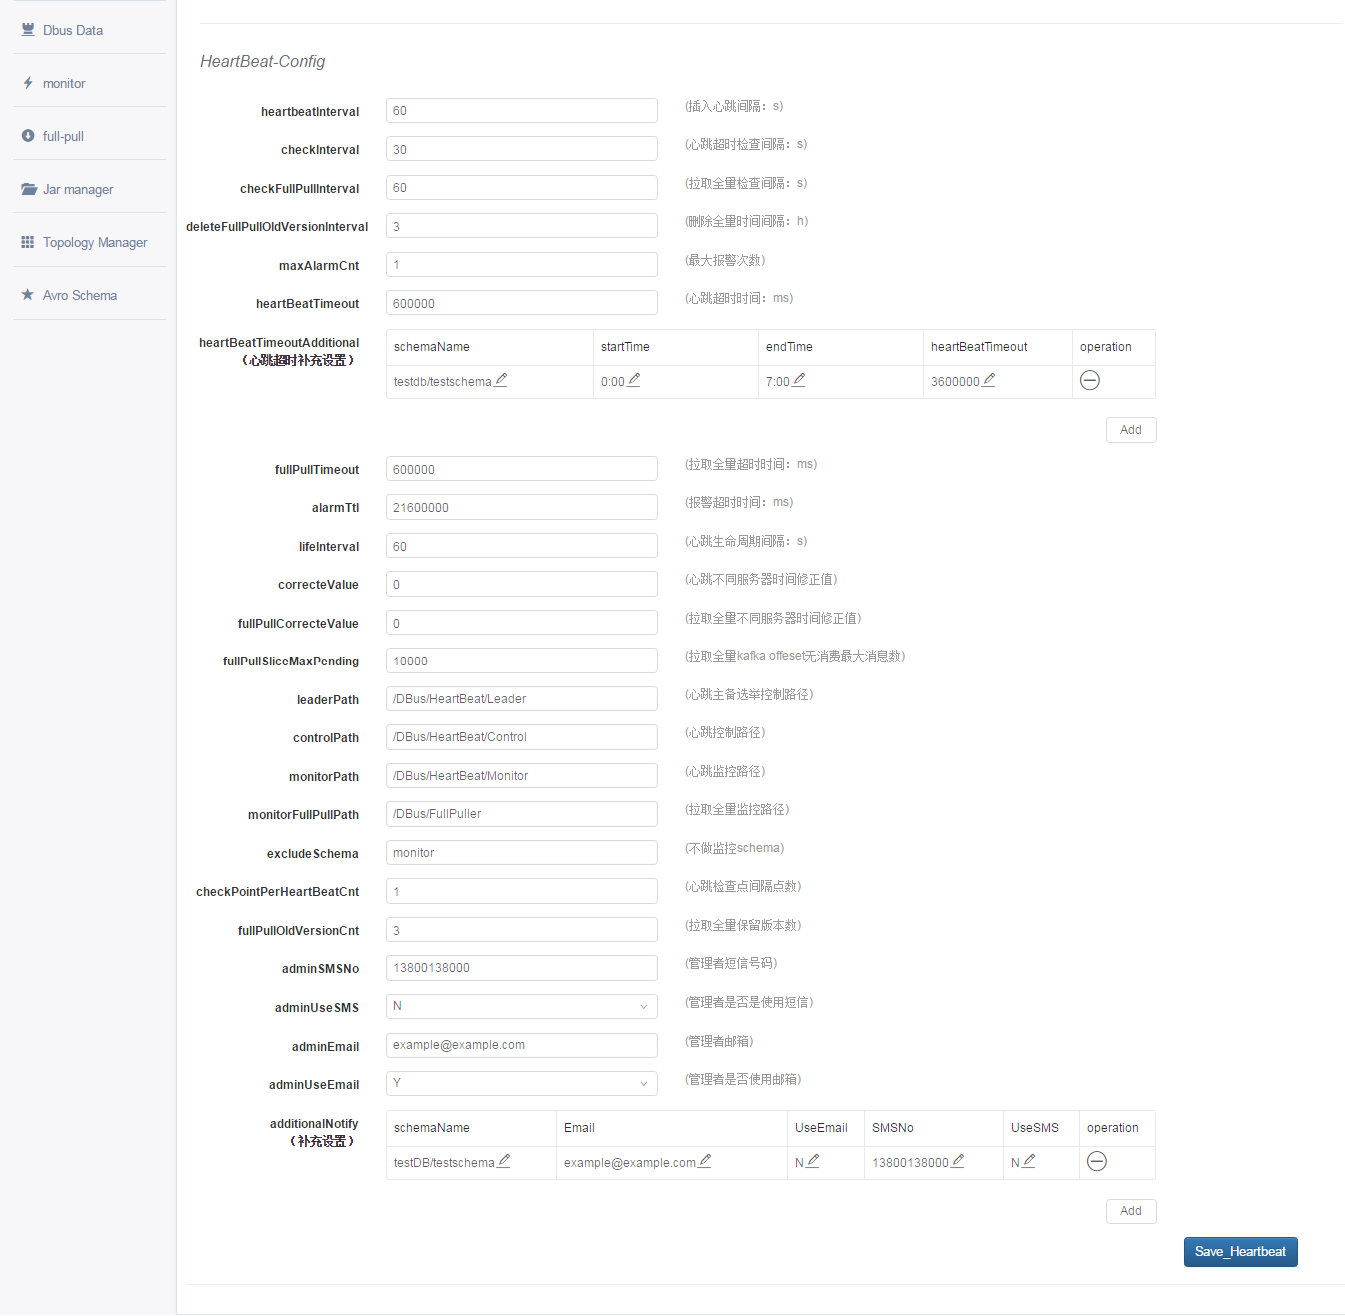 Dbus Data
monitor
full-pull
Jar manager
Topology Manager
Avro Schema
HeartBeat-Config
heartbeatInterval 60 (插入心跳间隔：s)
checkInterval 30 (心跳超时检查间隔：s)
checkFullPullInterval 60 (拉取全量检查间隔：s)
deleteFullPullOldVersionInterval 3 (删除全量时间间隔：h)
maxAlarmCnt 1 (最大报警次数)
heartBeatTimeout 600000 (心跳超时时间：ms)
heartBeatTimeoutAdditional
（心跳超时补充设置）
schemaName startTime endTime heartBeatTimeout operation
testdb/testschema 0:00 7:00 3600000
Add
fullPullTimeout 600000 (拉取全量超时时间：ms)
alarmTtl 21600000 (报警超时时间：ms)
lifeInterval 60 (心跳生命周期间隔：s)
correcteValue 0 (心跳不同服务器时间修正值)
fullPullCorrecteValue 0 (拉取全量不同服务器时间修正值)
fullPullSliceMaxPending 10000 (拉取全量kafka offeset无消费最大消息数)
leaderPath /DBus/HeartBeat/Leader (心跳主备选举控制路径)
controlPath /DBus/HeartBeat/Control (心跳控制路径)
monitorPath /DBus/HeartBeat/Monitor (心跳监控路径)
monitorFullPullPath /DBus/FullPuller (拉取全量监控路径)
excludeSchema monitor (不做监控schema)
checkPointPerHeartBeatCnt 1 (心跳检查点间隔点数)
fullPullOldVersionCnt 3 (拉取全量保留版本数)
adminSMSNo 13800138000 (管理者短信号码)
adminUseSMS N (管理者是否是使用短信)
adminEmail example@example.com (管理者邮箱)
adminUseEmail Y (管理者是否使用邮箱)
additionalNotify
（补充设置）
schemaName Email UseEmail SMSNo UseSMS operation
testDB/testschema example@example.com N 13800138000 N
Add
Save_Heartbeat